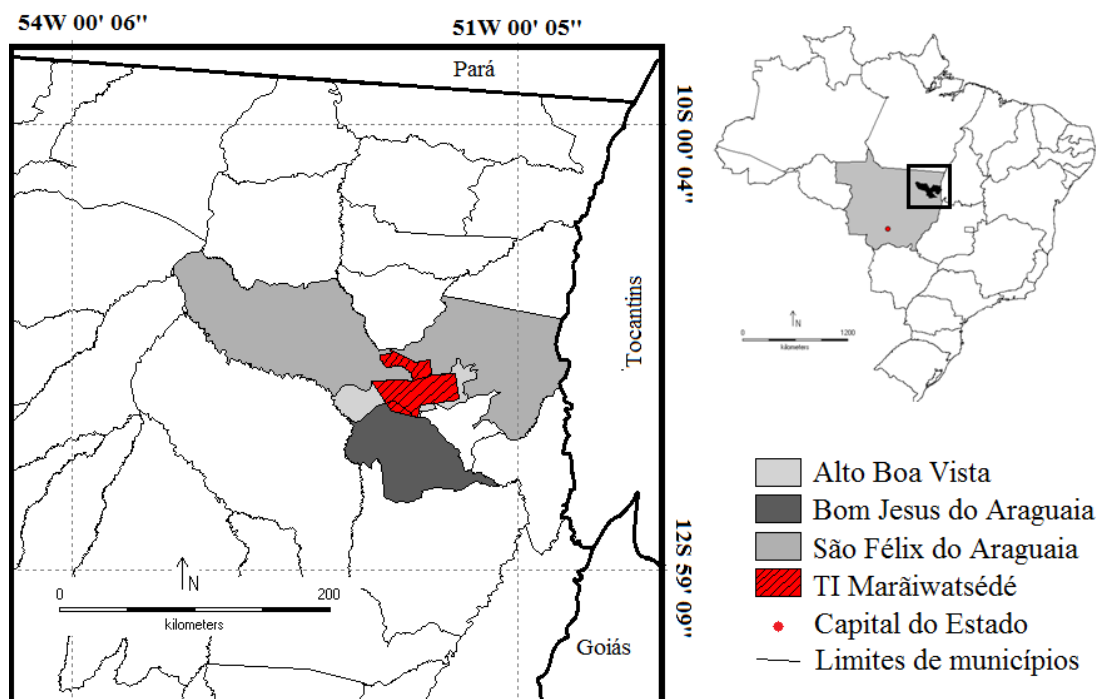 54W 00' 06"
51W 00' 05"
Pará
10S 00' 04"
Tocantins
N
0 1200
kilometers
N
0 200
kilometers
12S 59' 09"
Goiás
Alto Boa Vista
Bom Jesus do Araguaia
São Félix do Araguaia
TI Marãiwatsédé
Capital do Estado
Limites de municípios